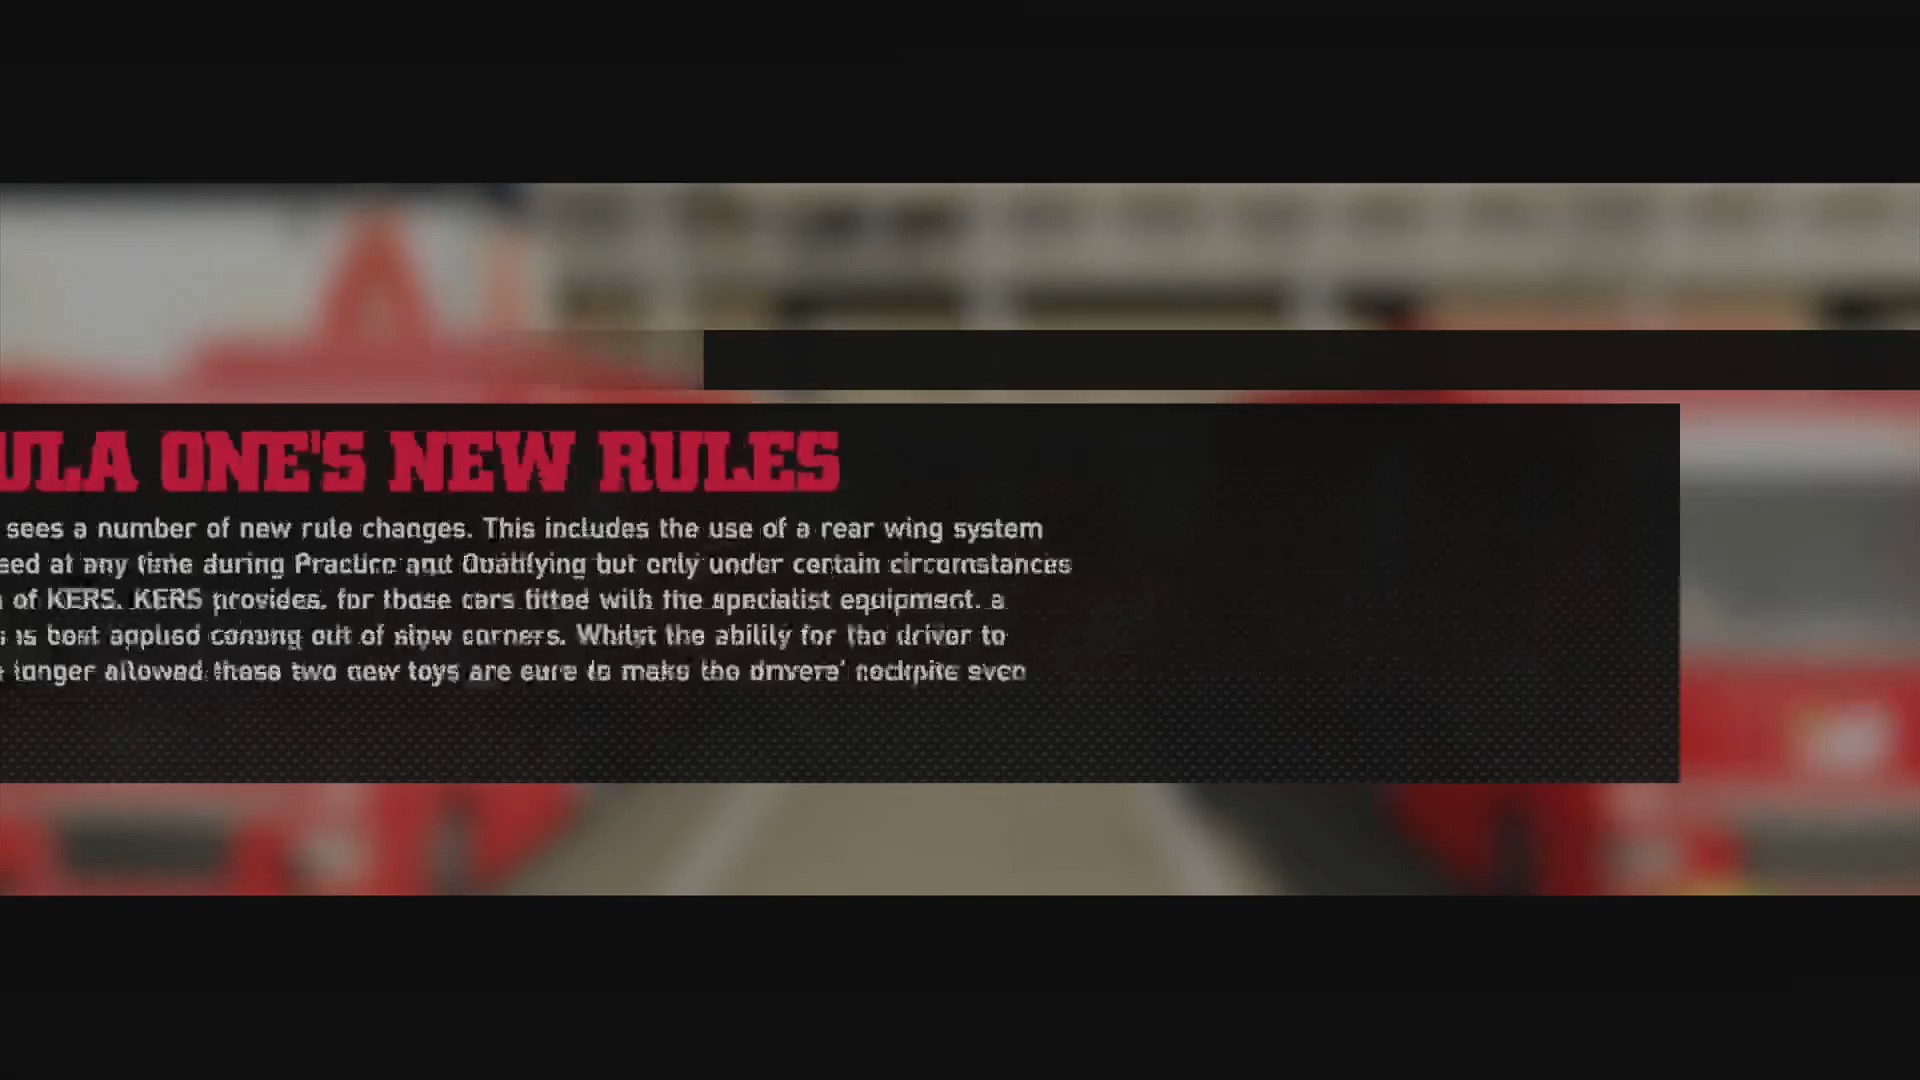 ULA ONE'S NEW RULES
sees a number of new rule changes. This includes the use of a rear wing system
sed at any time during Practice and Qualifying but only under certain circumstances
of KERS. KERS provides, for those cars fitted with the specialist equipment, a
is best applied coming out of slow corners. Whilst the ability for the driver to
longer allowed these two new toys are sure to make the drivers' cockpits even